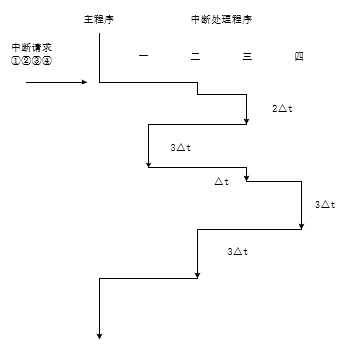 主程序 中断处理程序
中断请求
①②③④
一 二 三 四
2△t
3△t
△t
3△t
3△t